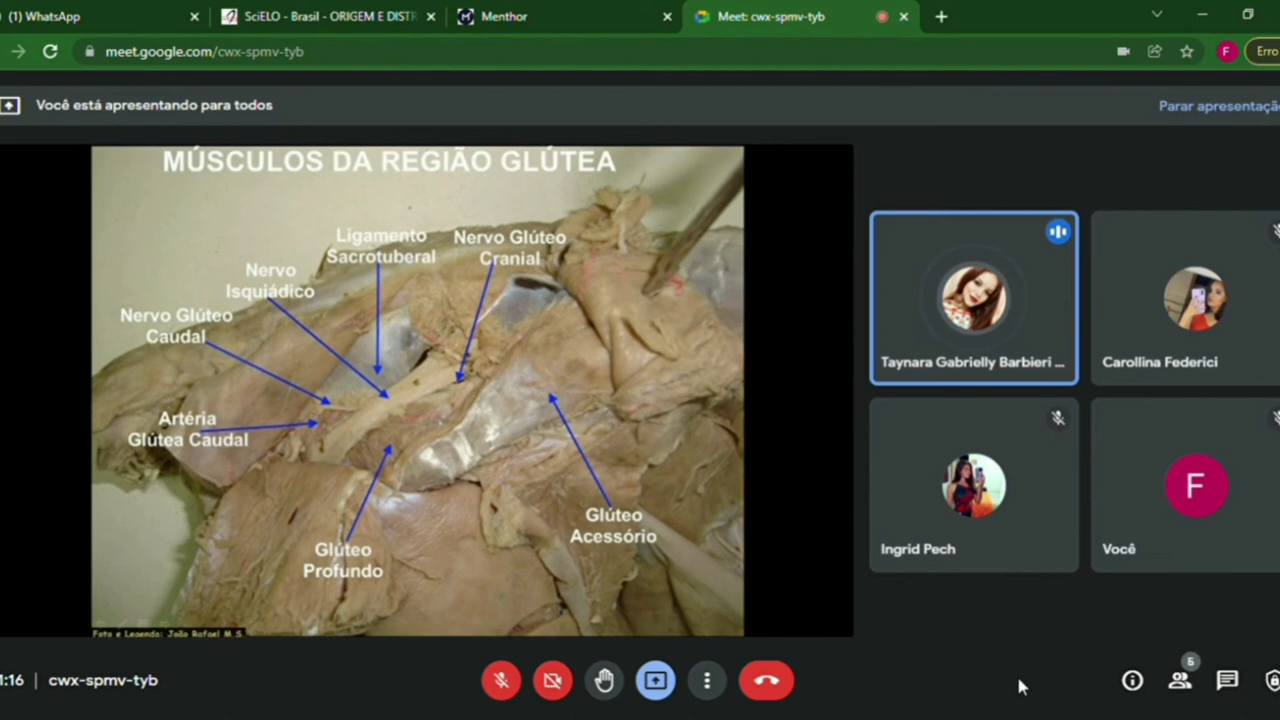 (1) WhatsApp
SciELO - Brasil - ORIGEM E DISTR
Menthor
Meet: cwx-spmv-tyb
meet.google.com/cwx-spmv-tyb
F
Erro
Você está apresentando para todos
Parar apresentação
MÚSCULOS DA REGIÃO GLÚTEA
Ligamento
Sacrotuberal
Nervo Glúteo
Cranial
Nervo
Isquiádico
Nervo Glúteo
Caudal
Artéria
Glútea Caudal
Glúteo
Acessório
Glúteo
Profundo
Foto e Legenda: João Rafael M.S.
Taynara Gabrielly Barbieri ...
Carollina Federici
Ingrid Pech
F
Você
1:16 | cwx-spmv-tyb
5